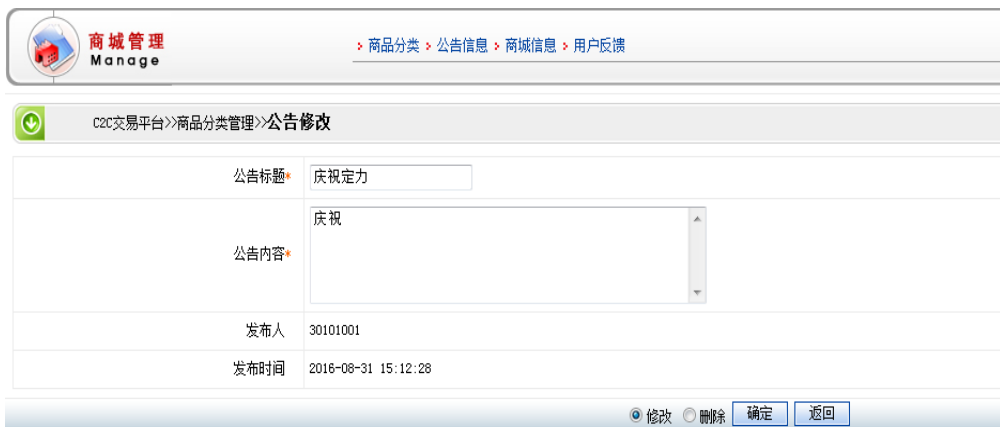 商城管理
Manage
> 商品分类 > 公告信息 > 商城信息 > 用户反馈
C2C交易平台>>商品分类管理>>公告修改
公告标题* 庆祝定力
公告内容* 庆祝
发布人 30101001
发布时间 2016-08-31 15:12:28
修改 删除 确定 返回